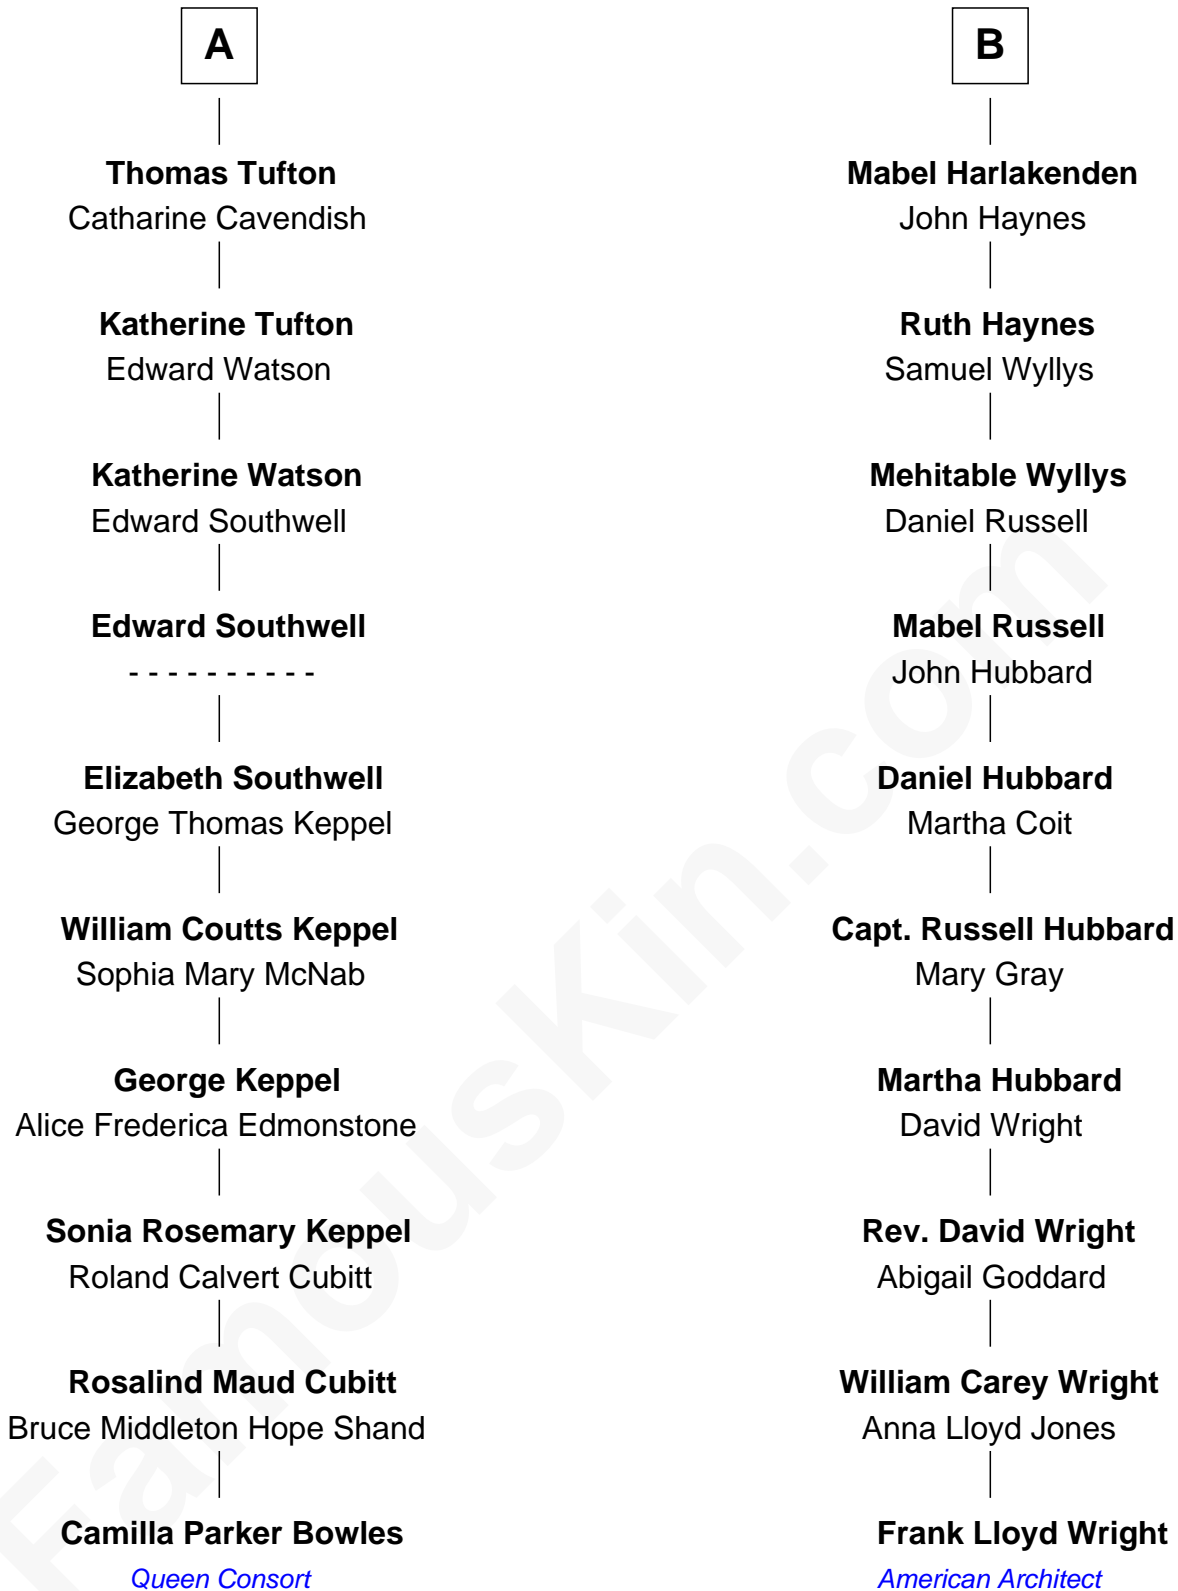 A
Thomas Tufton
Catharine Cavendish
Katherine Tufton
Edward Watson
Katherine Watson
Edward Southwell
Edward Southwell
- - - - - - - - - -
Elizabeth Southwell
George Thomas Keppel
William Coutts Keppel
Sophia Mary McNab
George Keppel
Alice Frederica Edmonstone
Sonia Rosemary Keppel
Roland Calvert Cubitt
Rosalind Maud Cubitt
Bruce Middleton Hope Shand
Camilla Parker Bowles
Queen Consort
B
Mabel Harlakenden
John Haynes
Ruth Haynes
Samuel Wyllys
Mehitable Wyllys
Daniel Russell
Mabel Russell
John Hubbard
Daniel Hubbard
Martha Coit
Capt. Russell Hubbard
Mary Gray
Martha Hubbard
David Wright
Rev. David Wright
Abigail Goddard
William Carey Wright
Anna Lloyd Jones
Frank Lloyd Wright
American Architect
FamousKin.com